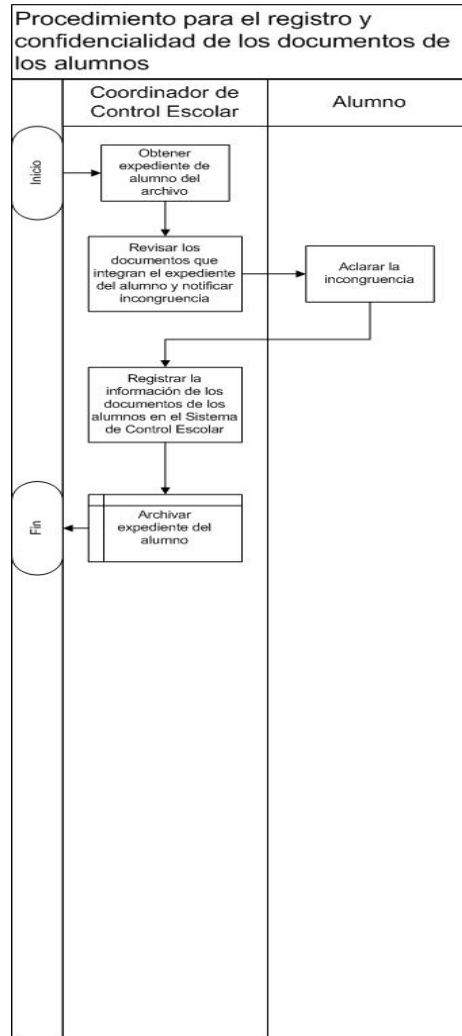 Procedimiento para el registro y
confidencialidad de los documentos de
los alumnos
Coordinador de
Control Escolar
Alumno
Inicio
Obtener
expediente de
alumno del
archivo
Revisar los
documentos que
integran el expediente
del alumno y notificar
incongruencia
Aclarar la
incongruencia
Registrar la
información de los
documentos de los
alumnos en el Sistema
de Control Escolar
Archivar
expediente del
alumno
Fin